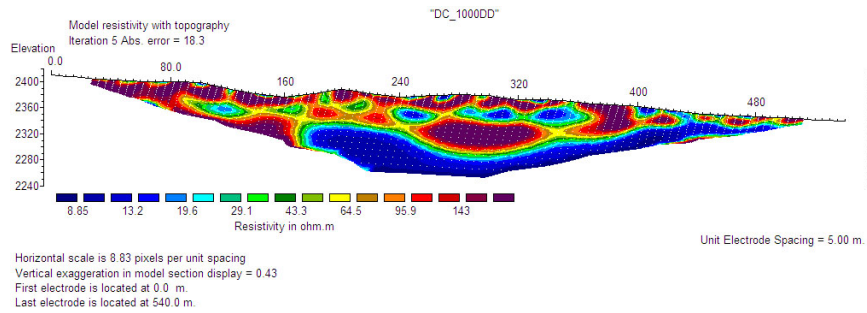 "DC_1000DD"
Model resistivity with topography
Iteration 5 Abs. error = 18.3
Elevation
0.0
80.0
160
240
320
400
480
2400
2360
2320
2280
2240
8.85 13.2 19.6 29.1 43.3 64.5 95.9 143
Resistivity in ohm.m
Unit Electrode Spacing = 5.00 m.
Horizontal scale is 8.83 pixels per unit spacing
Vertical exaggeration in model section display = 0.43
First electrode is located at 0.0 m.
Last electrode is located at 540.0 m.